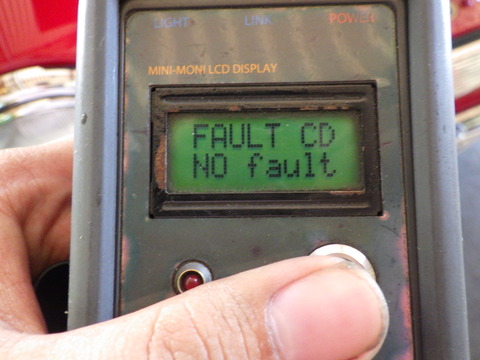 LIGHT LINK POWER
MINI-MONI LCD DISPLAY
FAULT CD
NO fault